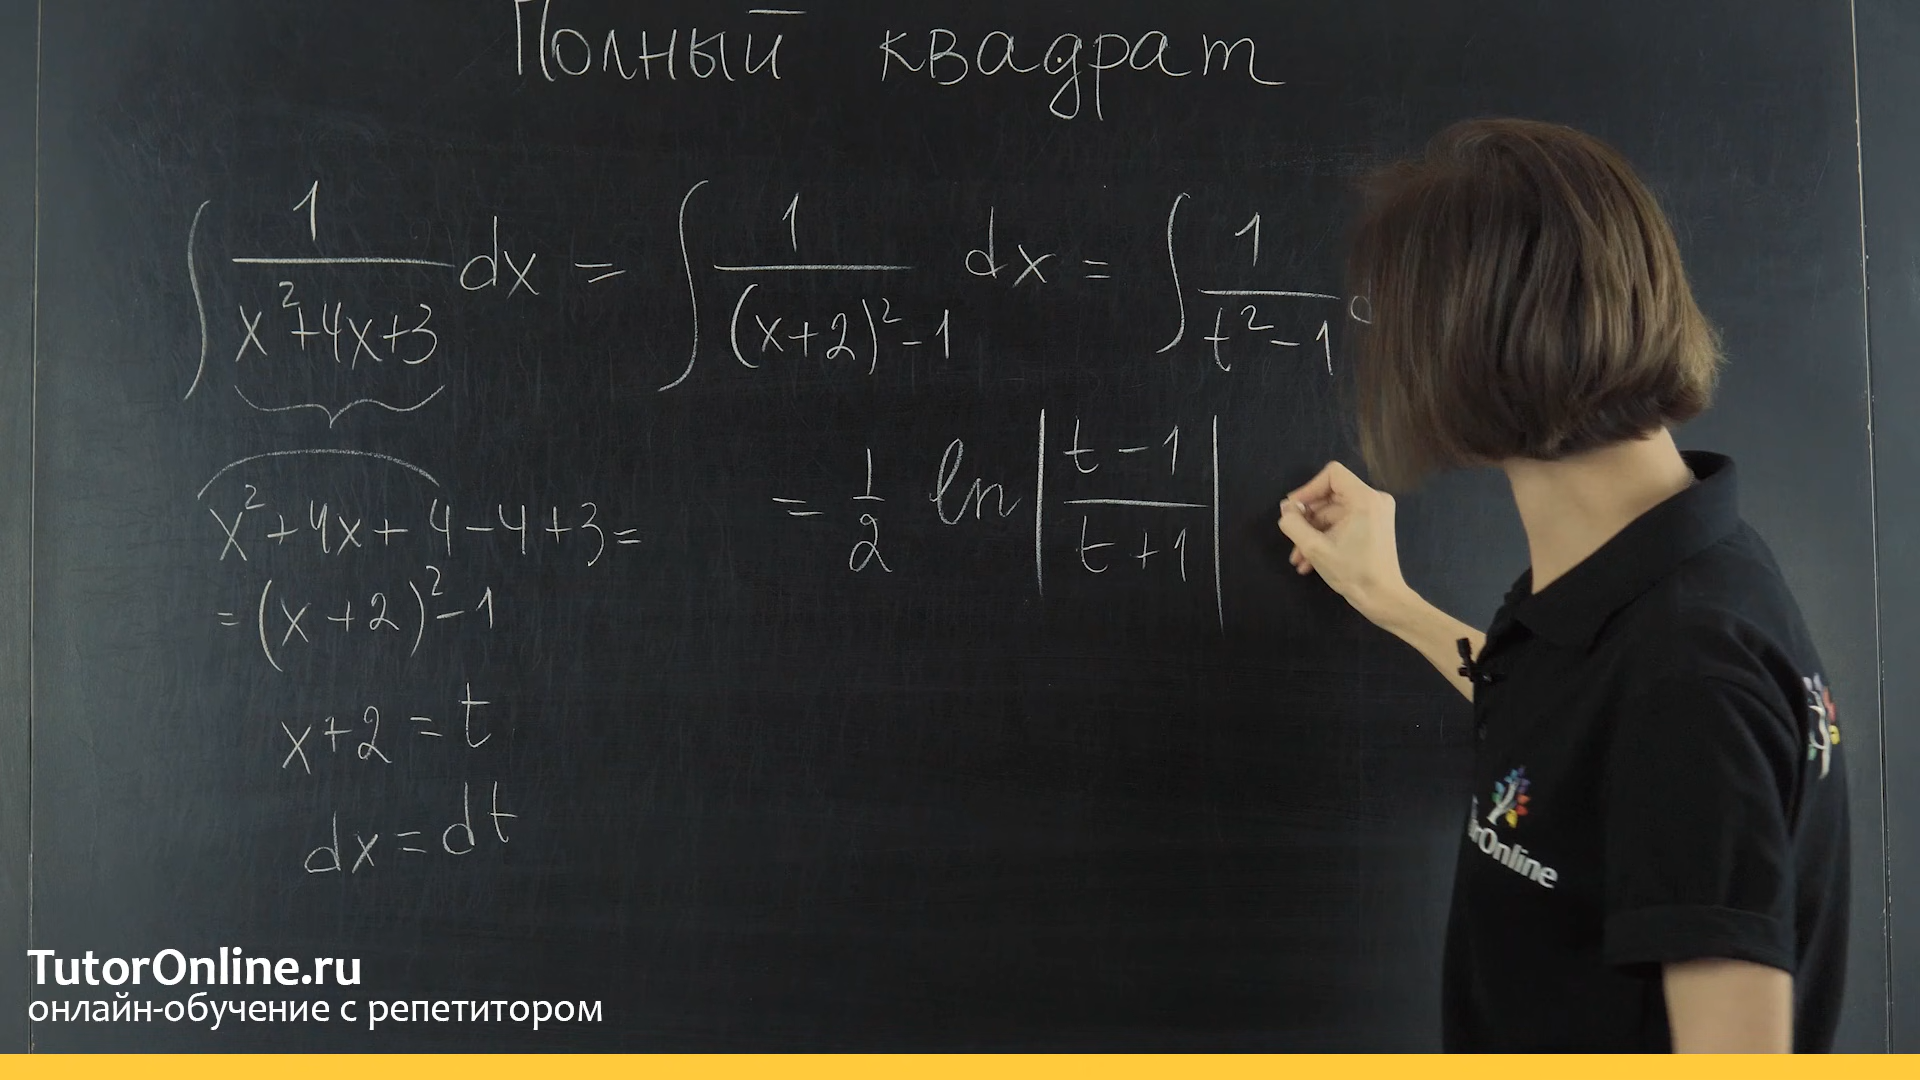 Полный квадрат
∫ 1/(x²+4x+3) dx = ∫ 1/((x+2)²-1) dx = ∫ 1/(t²-1)
x²+4x+4-4+3=
=(x+2)²-1
x+2=t
dx=dt
= 1/2 ln |(t-1)/(t+1)|
Online
TutorOnline.ru
онлайн-обучение с репетитором